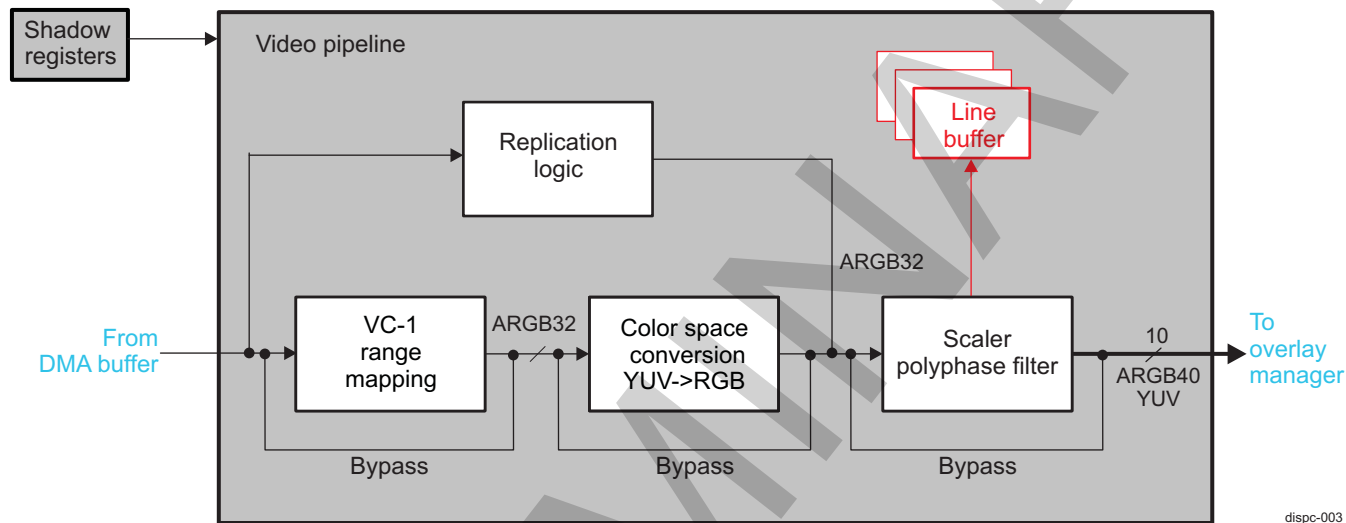 Shadow
registers
Video pipeline
Replication
logic
Line
buffer
ARGB32
From
DMA buffer
VC-1
range
mapping
ARGB32
Color space
conversion
YUV->RGB
Scaler
polyphase filter
10
ARGB40
YUV
To
overlay
manager
Bypass
Bypass
Bypass
dispc-003